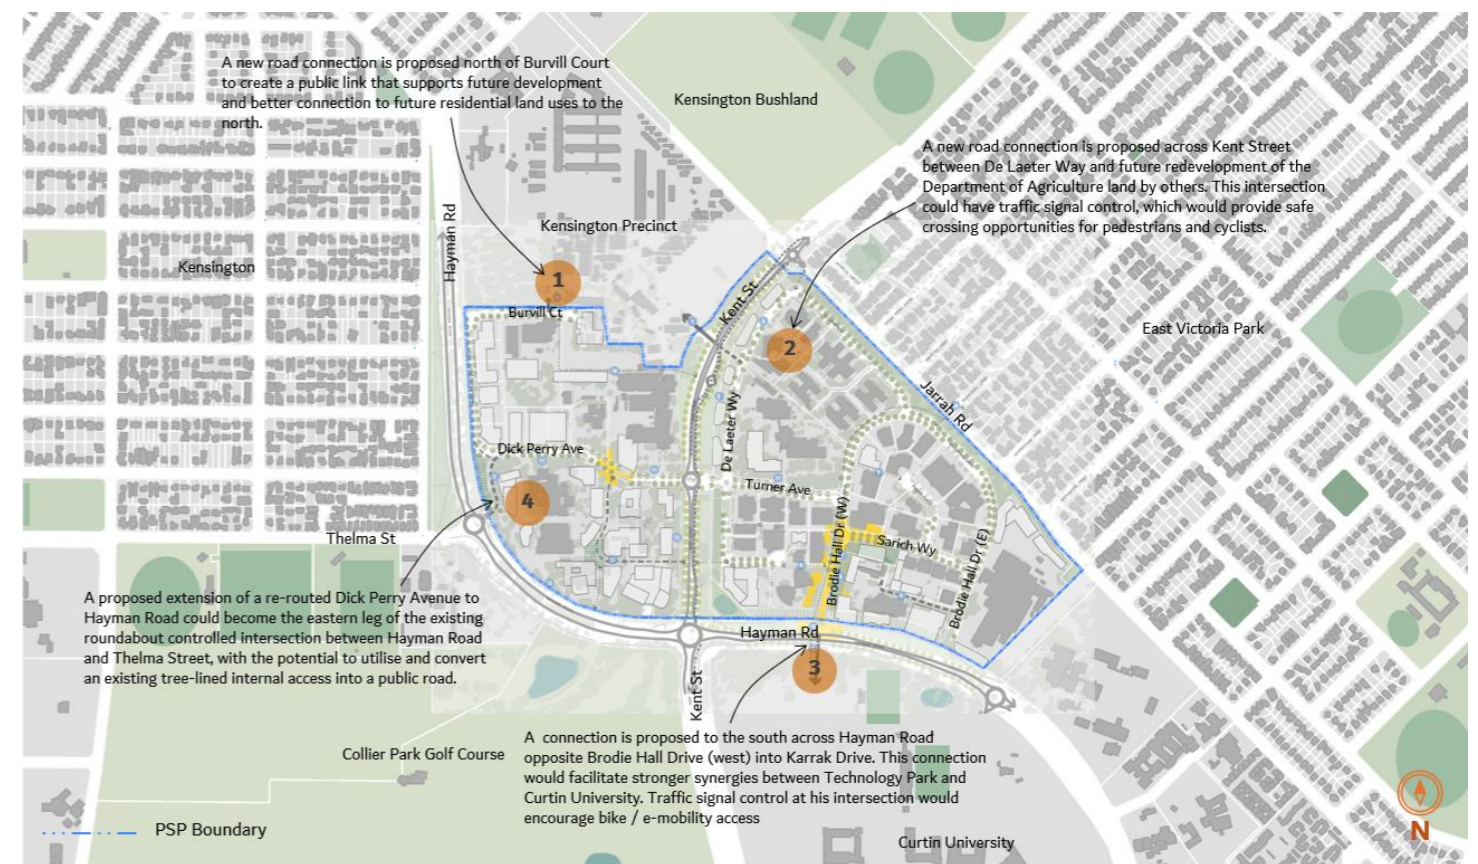 A new road connection is proposed north of Burvill Court
to create a public link that supports future development
and better connection to future residential land uses to the
north.
Kensington Bushland
A new road connection is proposed across Kent Street
between De Laeter Way and future redevelopment of the
Department of Agriculture land by others. This intersection
could have traffic signal control, which would provide safe
crossing opportunities for pedestrians and cyclists.
Hayman Rd
Kensington Precinct
Kensington
1
Burvill Ct
Kent St
2
East Victoria Park
Jarrah Rd
De Laeter Wy
Dick Perry Ave
Turner Ave
4
Brodie Hall Dr (W)
Sarich Wy
Brodie Hall Dr (E)
Thelma St
A proposed extension of a re-routed Dick Perry Avenue to
Hayman Road could become the eastern leg of the existing
roundabout controlled intersection between Hayman Road
and Thelma Street, with the potential to utilise and convert
an existing tree-lined internal access into a public road.
Hayman Rd
3
Kent St
Collier Park Golf Course
A connection is proposed to the south across Hayman Road
opposite Brodie Hall Drive (west) into Karrak Drive. This connection
would facilitate stronger synergies between Technology Park and
Curtin University. Traffic signal control at his intersection would
encourage bike / e-mobility access
PSP Boundary
Curtin University
N